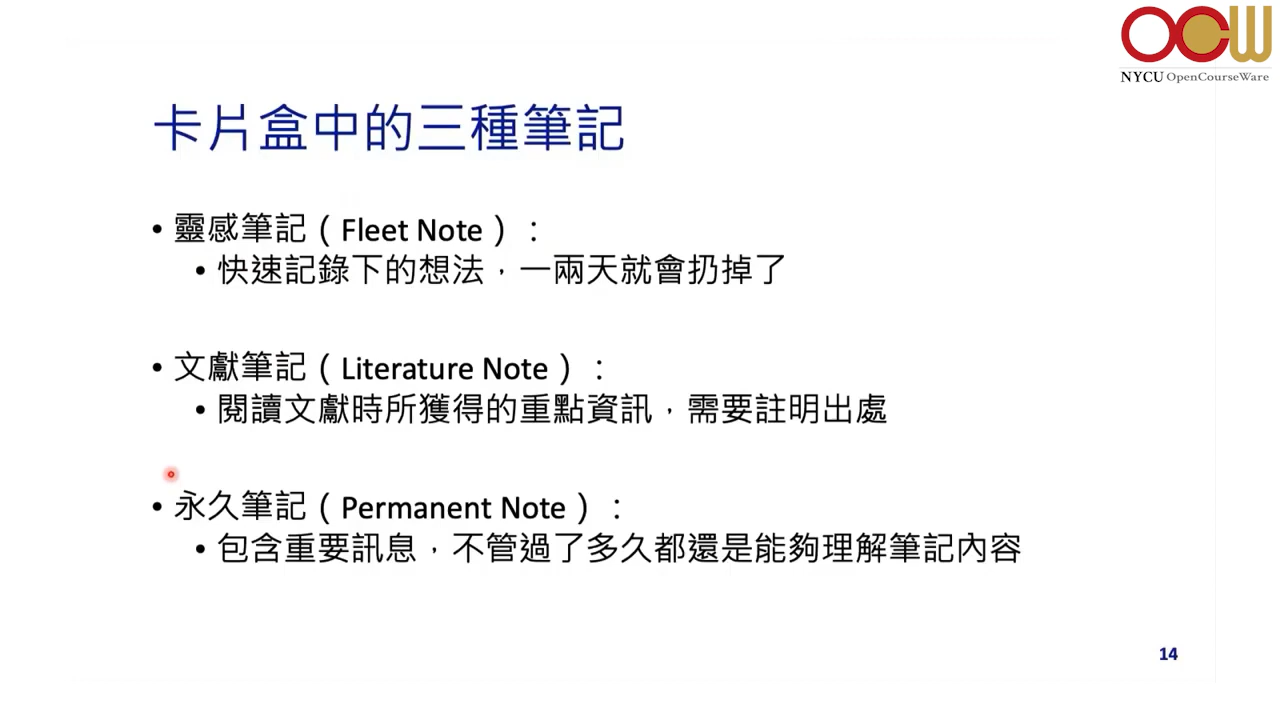 OCW
NYCU OpenCourseWare
卡片盒中的三種筆記
• 靈感筆記（Fleet Note）：
• 快速記錄下的想法，一兩天就會扔掉了
• 文獻筆記（Literature Note）：
• 閱讀文獻時所獲得的重點資訊，需要註明出處
• 永久筆記（Permanent Note）：
• 包含重要訊息，不管過了多久都還是能夠理解筆記內容
14